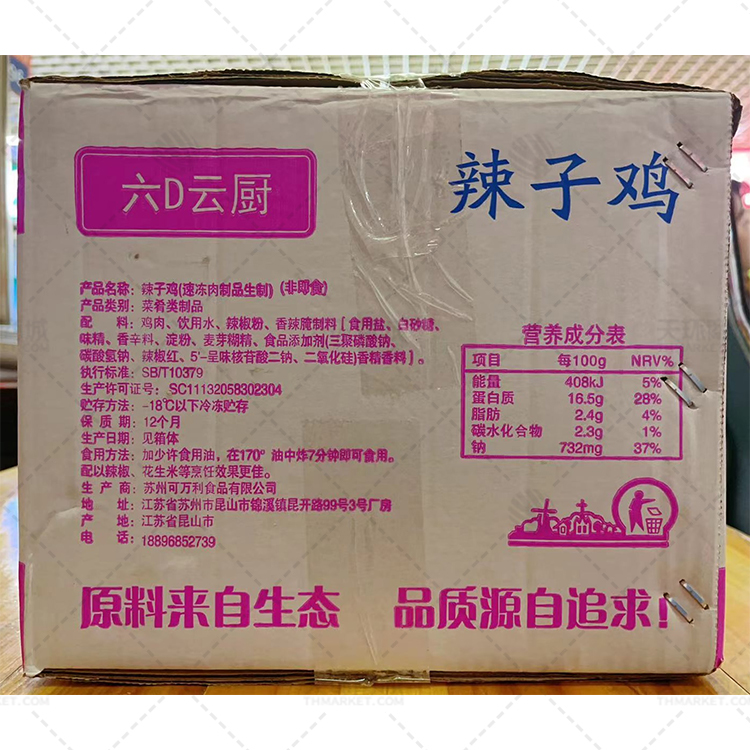 六D云厨
辣子鸡
产品名称：辣子鸡(速冻肉制品生制)（非即食）
产品类别：菜肴类制品
配　　料：鸡肉、饮用水、辣椒粉、香辣腌制料[食用盐、白砂糖、
味精、香辛料、淀粉、麦芽糊精、食品添加剂(三聚磷酸钠、
碳酸氢钠、辣椒红、5'-呈味核苷酸二钠、二氧化硅)香精香料]。
执行标准：SB/T10379
生产许可证号：SC11132058302304
贮存方法：-18℃以下冷冻贮存
保 质 期：12个月
生产日期：见箱体
食用方法：加少许食用油，在170°油中炸7分钟即可食用。
配以辣椒、花生米等烹饪效果更佳。
生 产 商：苏州可万利食品有限公司
地　　址：江苏省苏州市昆山市锦溪镇昆开路99号3号厂房
产　　地：江苏省昆山市
电　　话：18896852739
营养成分表
项目 每100g NRV%
能量 408kJ 5%
蛋白质 16.5g 28%
脂肪 2.4g 4%
碳水化合物 2.3g 1%
钠 732mg 37%
原料来自生态 品质源自追求！
THMARKET.COM